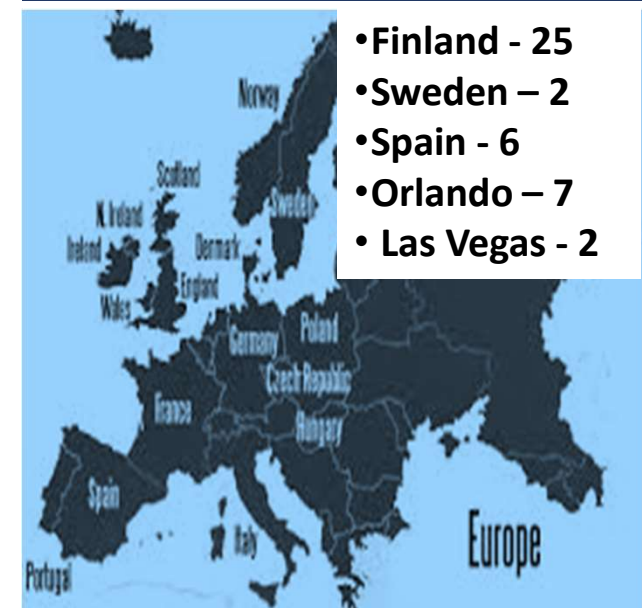 •Finland - 25
•Sweden – 2
•Spain - 6
•Orlando – 7
• Las Vegas - 2
Norway
Scotland
Sweden
N. Ireland
Ireland
Denmark
England
Wales
Germany
Poland
Czech Republic
France
Hungary
Spain
Italy
Europe
Portugal